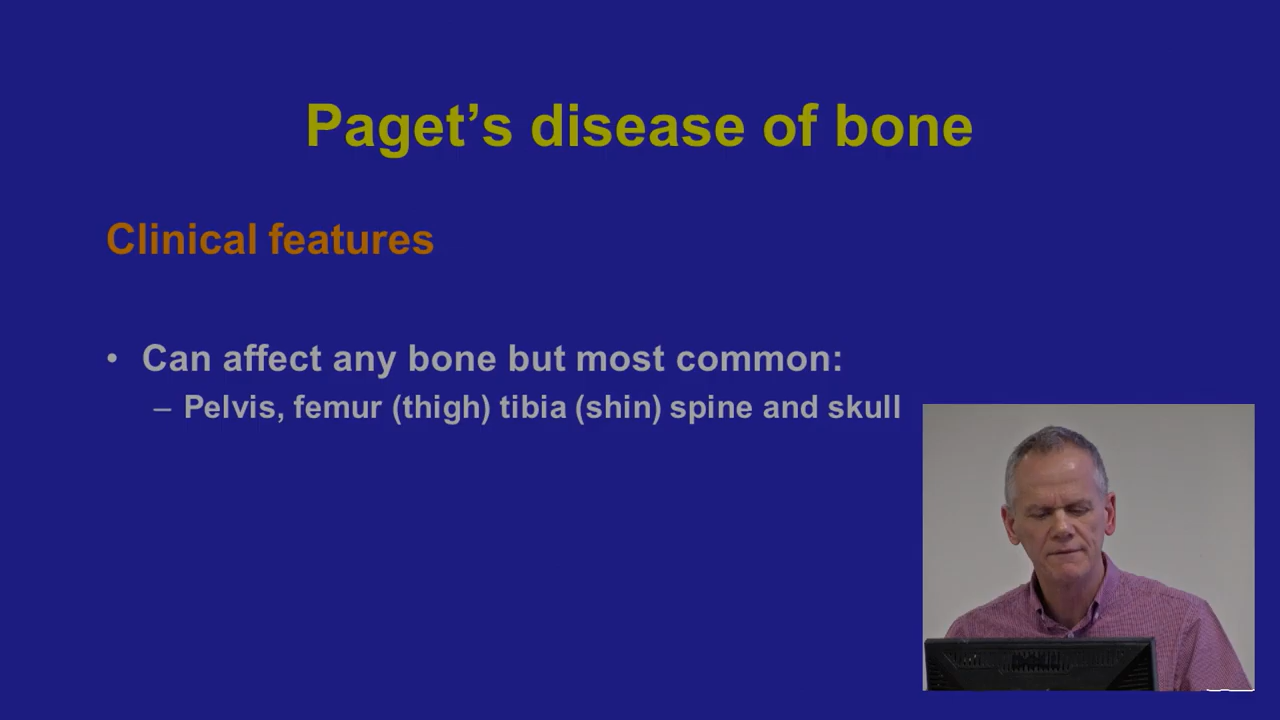 Paget’s disease of bone
Clinical features
• Can affect any bone but most common:
– Pelvis, femur (thigh) tibia (shin) spine and skull